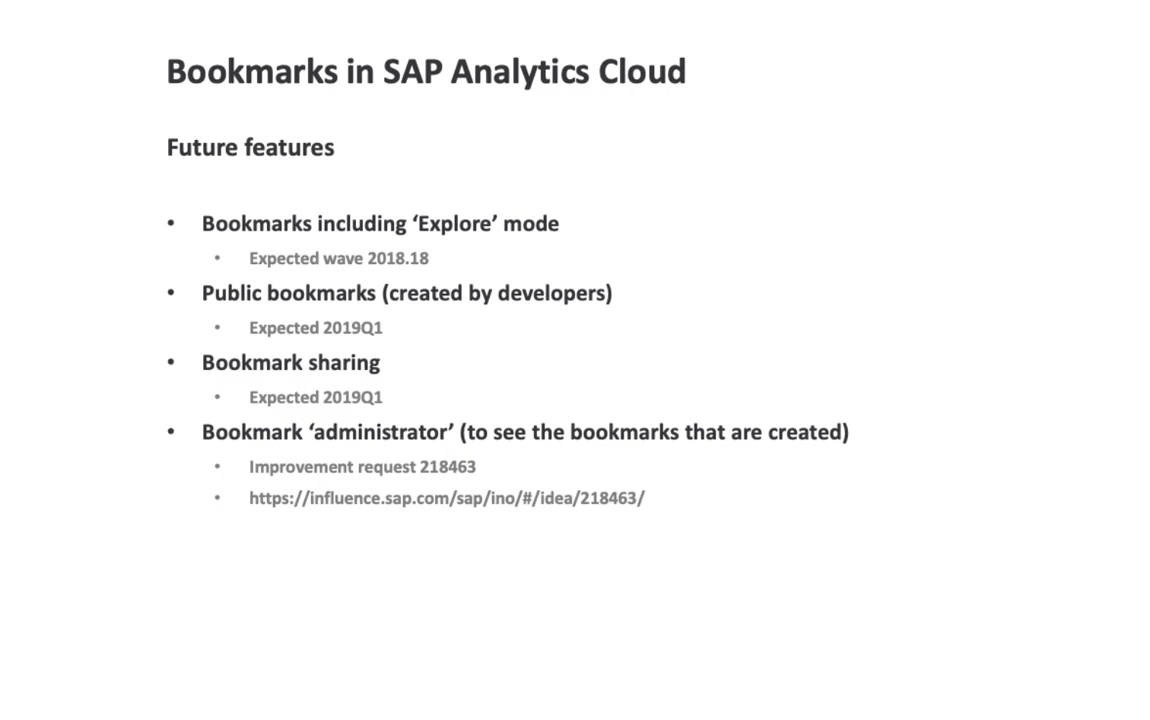 Bookmarks in SAP Analytics Cloud
Future features
• Bookmarks including ‘Explore’ mode
• Expected wave 2018.18
• Public bookmarks (created by developers)
• Expected 2019Q1
• Bookmark sharing
• Expected 2019Q1
• Bookmark ‘administrator’ (to see the bookmarks that are created)
• Improvement request 218463
• https://influence.sap.com/sap/ino/#/idea/218463/